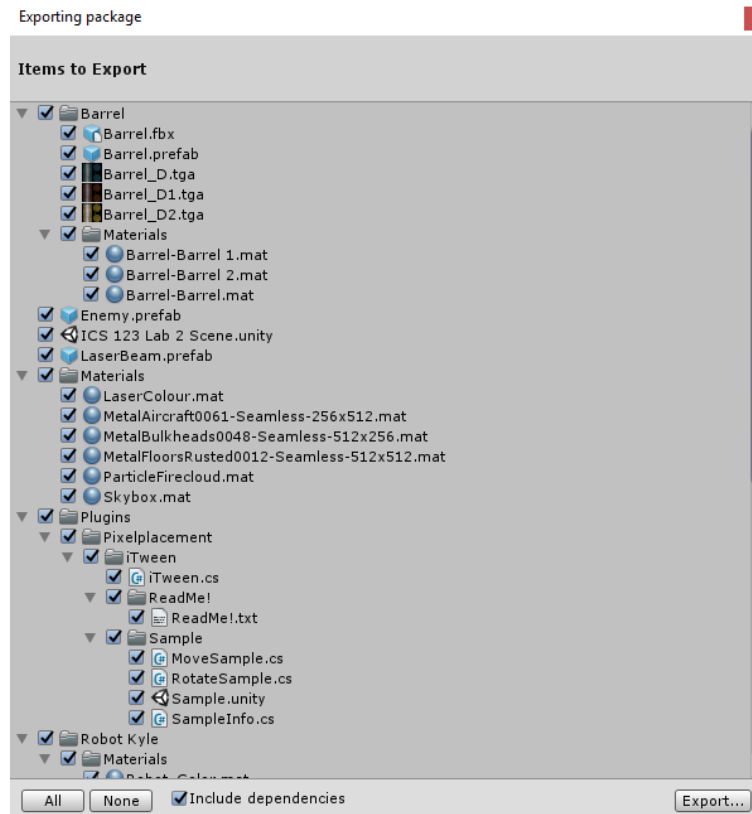 Exporting package
Items to Export
Barrel
Barrel.fbx
Barrel.prefab
Barrel_D.tga
Barrel_D1.tga
Barrel_D2.tga
Materials
Barrel-Barrel 1.mat
Barrel-Barrel 2.mat
Barrel-Barrel.mat
Enemy.prefab
ICS 123 Lab 2 Scene.unity
LaserBeam.prefab
Materials
LaserColour.mat
MetalAircraft0061-Seamless-256x512.mat
MetalBulkheads0048-Seamless-512x256.mat
MetalFloorsRusted0012-Seamless-512x512.mat
ParticleFirecloud.mat
Skybox.mat
Plugins
Pixelplacement
iTween
iTween.cs
ReadMe!
ReadMe!.txt
Sample
MoveSample.cs
RotateSample.cs
Sample.unity
SampleInfo.cs
Robot Kyle
Materials
All None Include dependencies Export...